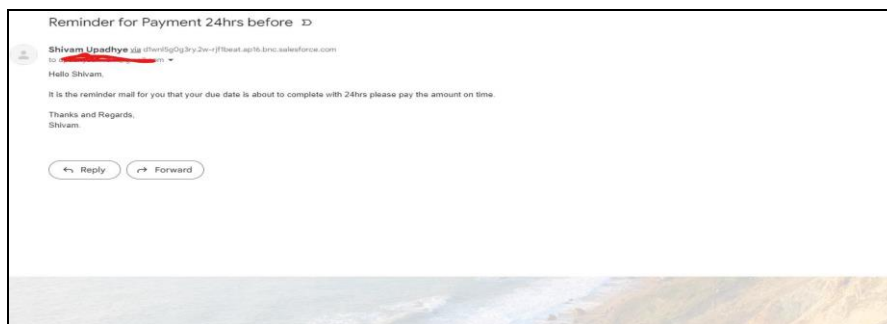 Reminder for Payment 24hrs before
Shivam Upadhye via
to
Hello Shivam,
It is the reminder mail for you that your due date is about to complete with 24hrs please pay the amount on time.
Thanks and Regards,
Shivam.
Reply Forward